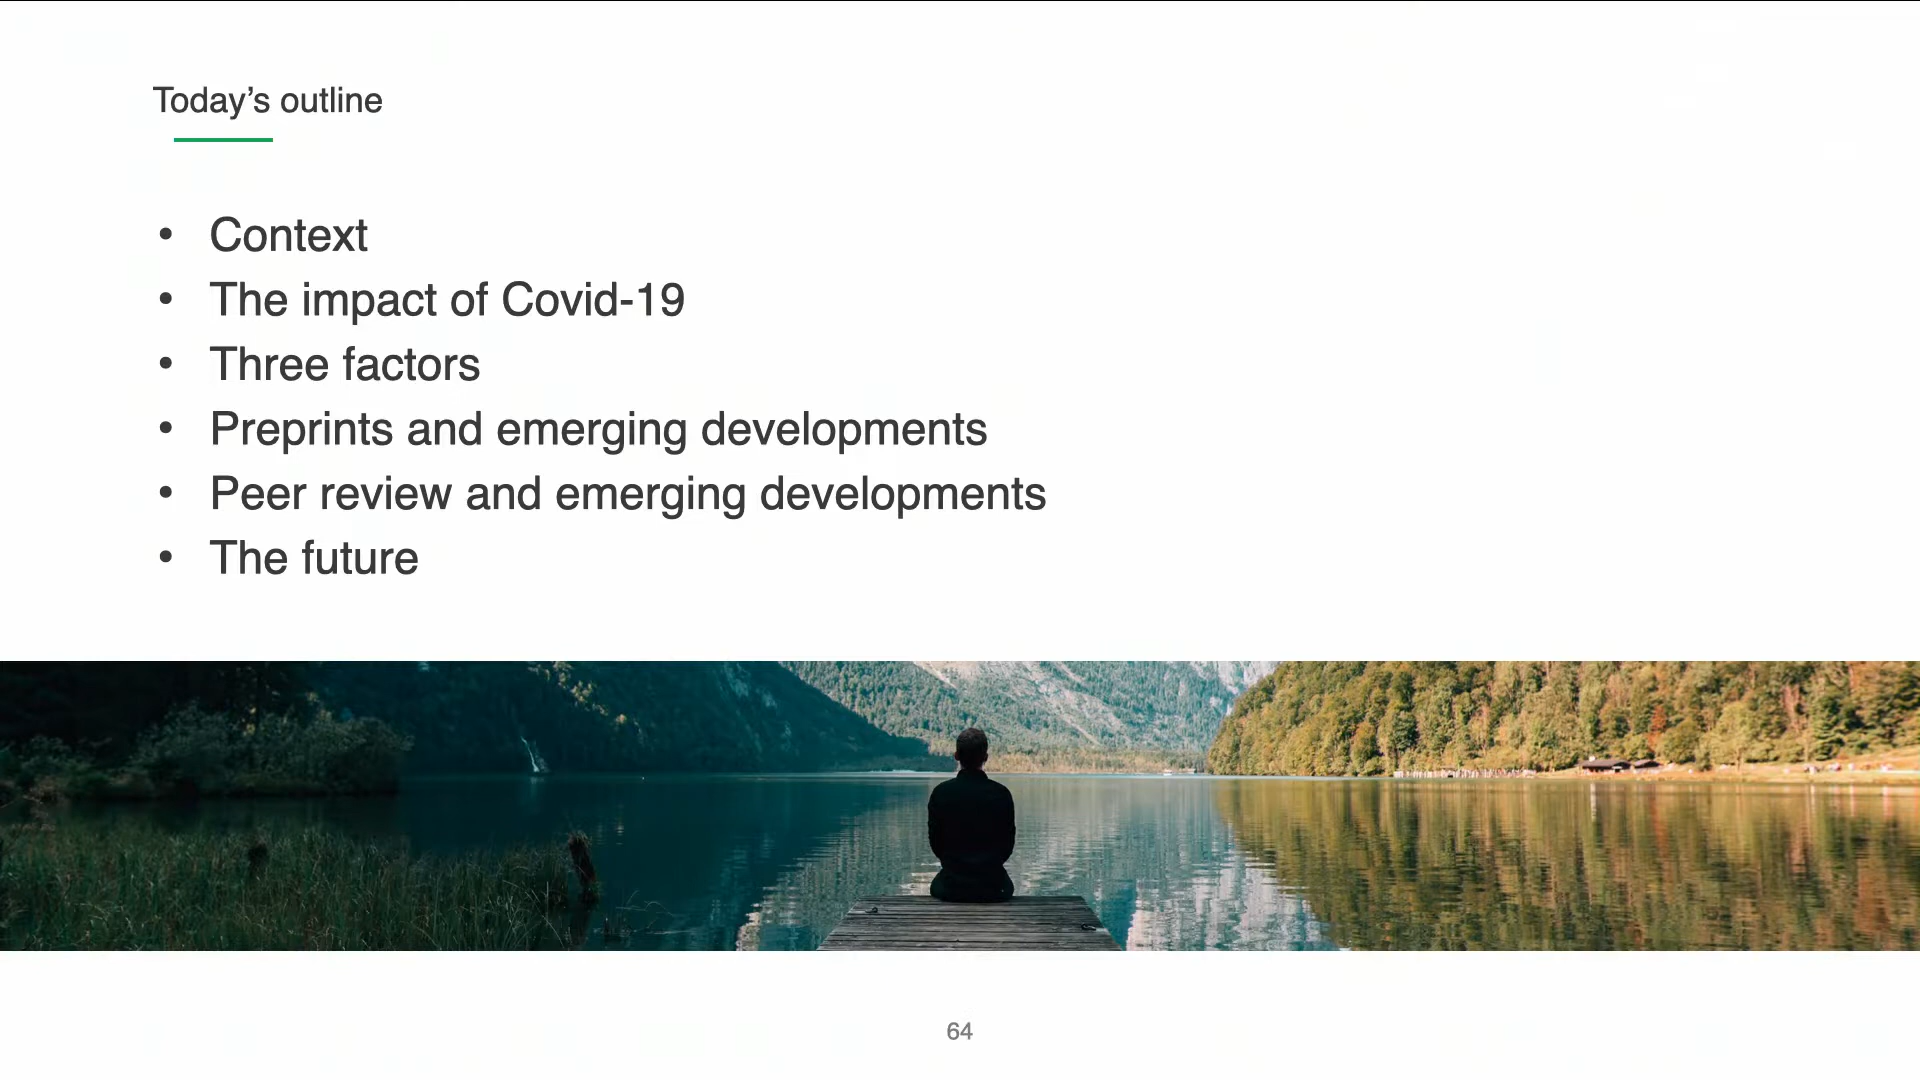 Today’s outline
• Context
• The impact of Covid-19
• Three factors
• Preprints and emerging developments
• Peer review and emerging developments
• The future
64